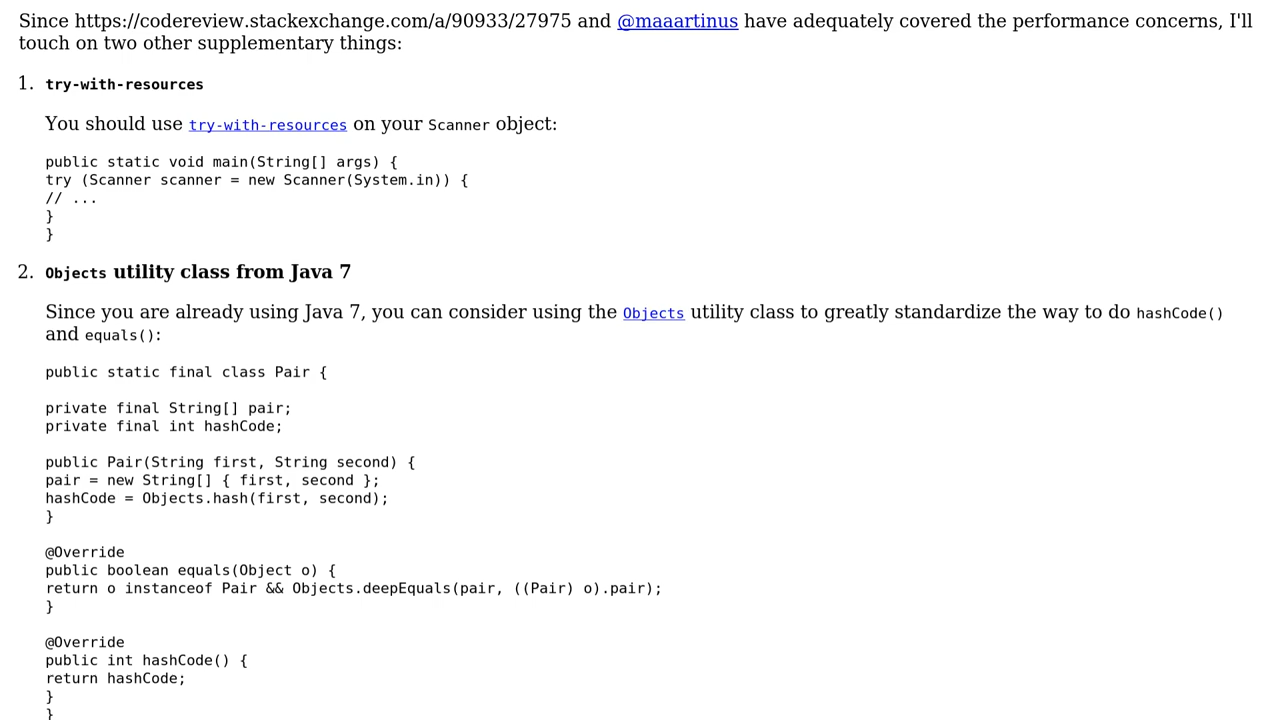 Since https://codereview.stackexchange.com/a/90933/27975 and @maaartinus have adequately covered the performance concerns, I'll
touch on two other supplementary things:
1. try-with-resources
You should use try-with-resources on your Scanner object:
public static void main(String[] args) {
try (Scanner scanner = new Scanner(System.in)) {
// ...
}
}
2. Objects utility class from Java 7
Since you are already using Java 7, you can consider using the Objects utility class to greatly standardize the way to do hashCode()
and equals():
public static final class Pair {
private final String[] pair;
private final int hashCode;
public Pair(String first, String second) {
pair = new String[] { first, second };
hashCode = Objects.hash(first, second);
}
@Override
public boolean equals(Object o) {
return o instanceof Pair && Objects.deepEquals(pair, ((Pair) o).pair);
}
@Override
public int hashCode() {
return hashCode;
}
}